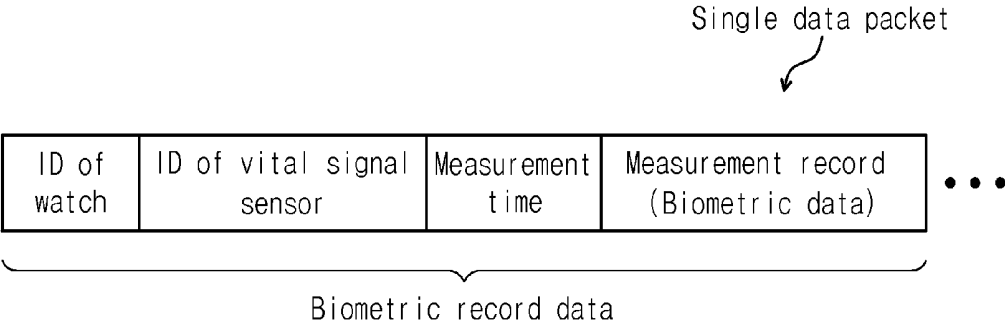 Single data packet
ID of watch
ID of vital signal sensor
Measurement time
Measurement record (Biometric data)
•••
Biometric record data